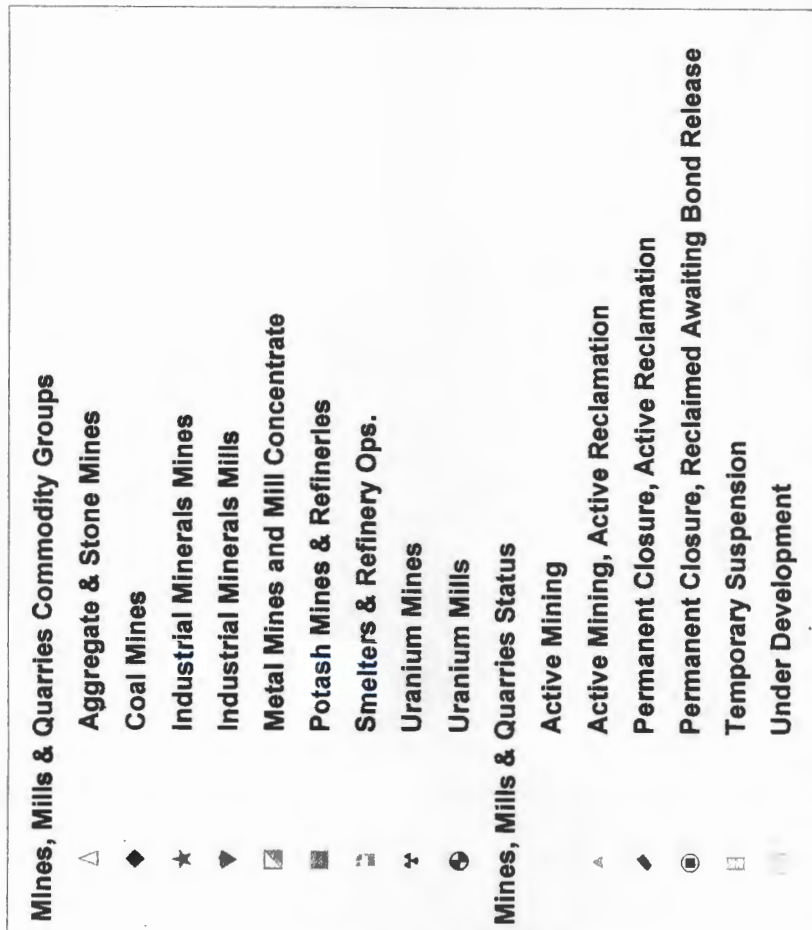 Mines, Mills & Quarries Commodity Groups
Aggregate & Stone Mines
Coal Mines
Industrial Minerals Mines
Industrial Minerals Mills
Metal Mines and Mill Concentrate
Potash Mines & Refineries
Smelters & Refinery Ops.
Uranium Mines
Uranium Mills
Mines, Mills & Quarries Status
Active Mining
Active Mining, Active Reclamation
Permanent Closure, Active Reclamation
Permanent Closure, Reclaimed Awaiting Bond Release
Temporary Suspension
Under Development